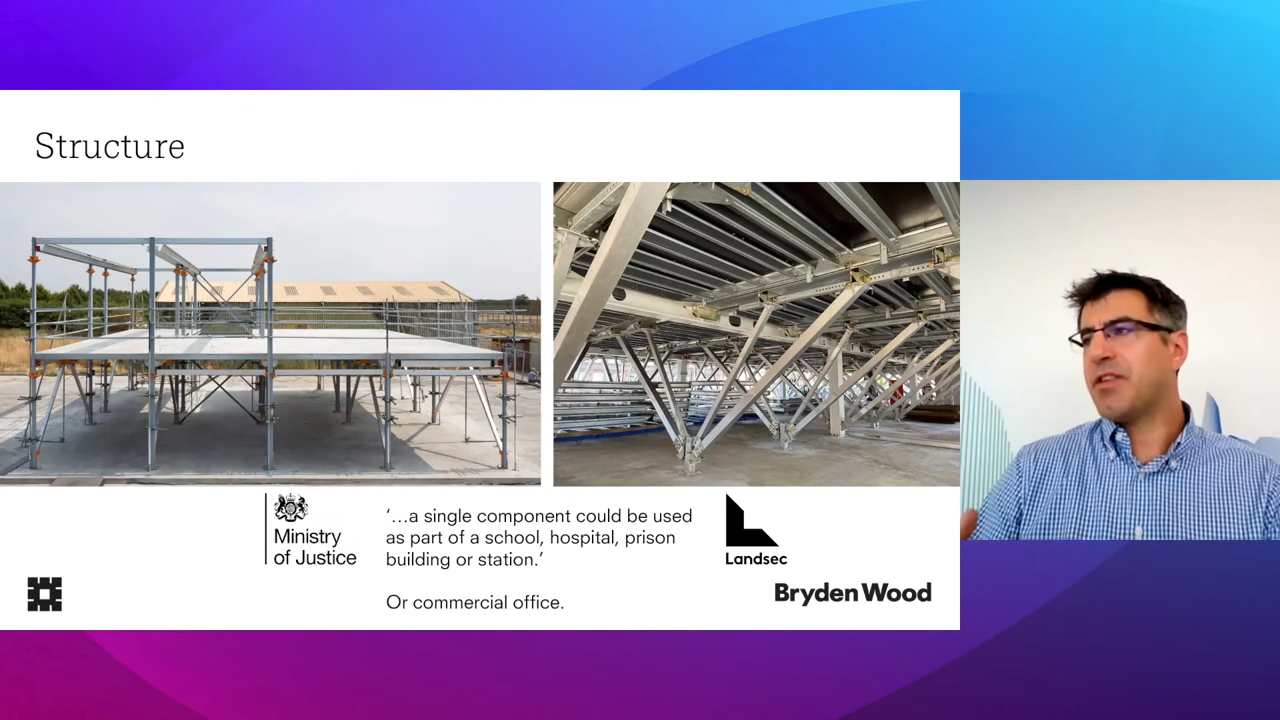 Structure
Ministry
of Justice
‘…a single component could be used
as part of a school, hospital, prison
building or station.’
Or commercial office.
Landsec
Bryden Wood